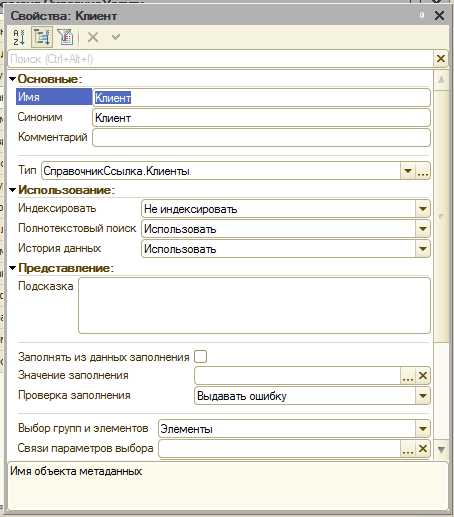 Свойства: Клиент
Поиск (Ctrl+Alt+I)
Основные:
Имя Клиент
Синоним Клиент
Комментарий
Тип СправочникСсылка.Клиенты
Использование:
Индексировать Не индексировать
Полнотекстовый поиск Использовать
История данных Использовать
Представление:
Подсказка
Заполнять из данных заполнения
Значение заполнения
Проверка заполнения Выдавать ошибку
Выбор групп и элементов Элементы
Связи параметров выбора
Имя объекта метаданных